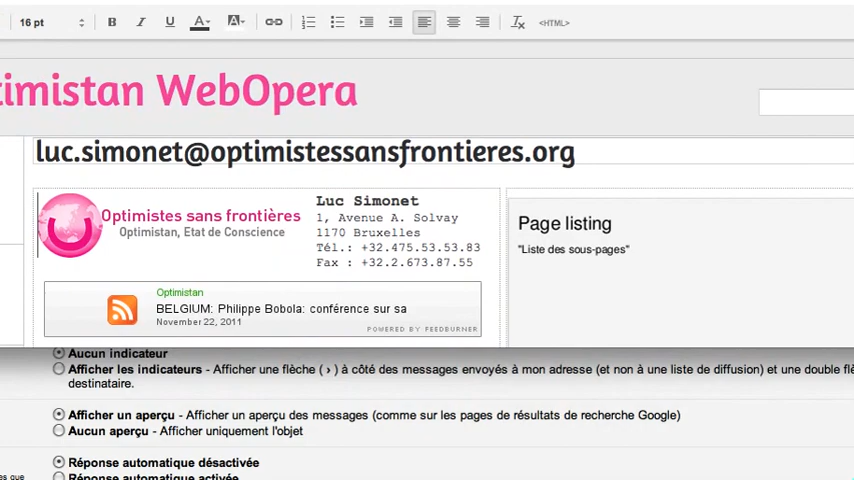 16 pt B I U A A <HTML>
timistan WebOpera
luc.simonet@optimistessansfrontieres.org
Optimistes sans frontières
Optimistan, Etat de Conscience
Luc Simonet
1, Avenue A. Solvay
1170 Bruxelles
Tél.: +32.475.53.53.83
Fax : +32.2.673.87.55
Optimistan
BELGIUM: Philippe Bobola: conférence sur sa
November 22, 2011
POWERED BY FEEDBURNER
Page listing
"Liste des sous-pages"
Aucun indicateur
Afficher les indicateurs - Afficher une flèche ( › ) à côté des messages envoyés à mon adresse (et non à une liste de diffusion) et une double flè
destinataire.
Afficher un aperçu - Afficher un aperçu des messages (comme sur les pages de résultats de recherche Google)
Aucun aperçu - Afficher uniquement l'objet
Réponse automatique désactivée
Réponse automatique activée
es que